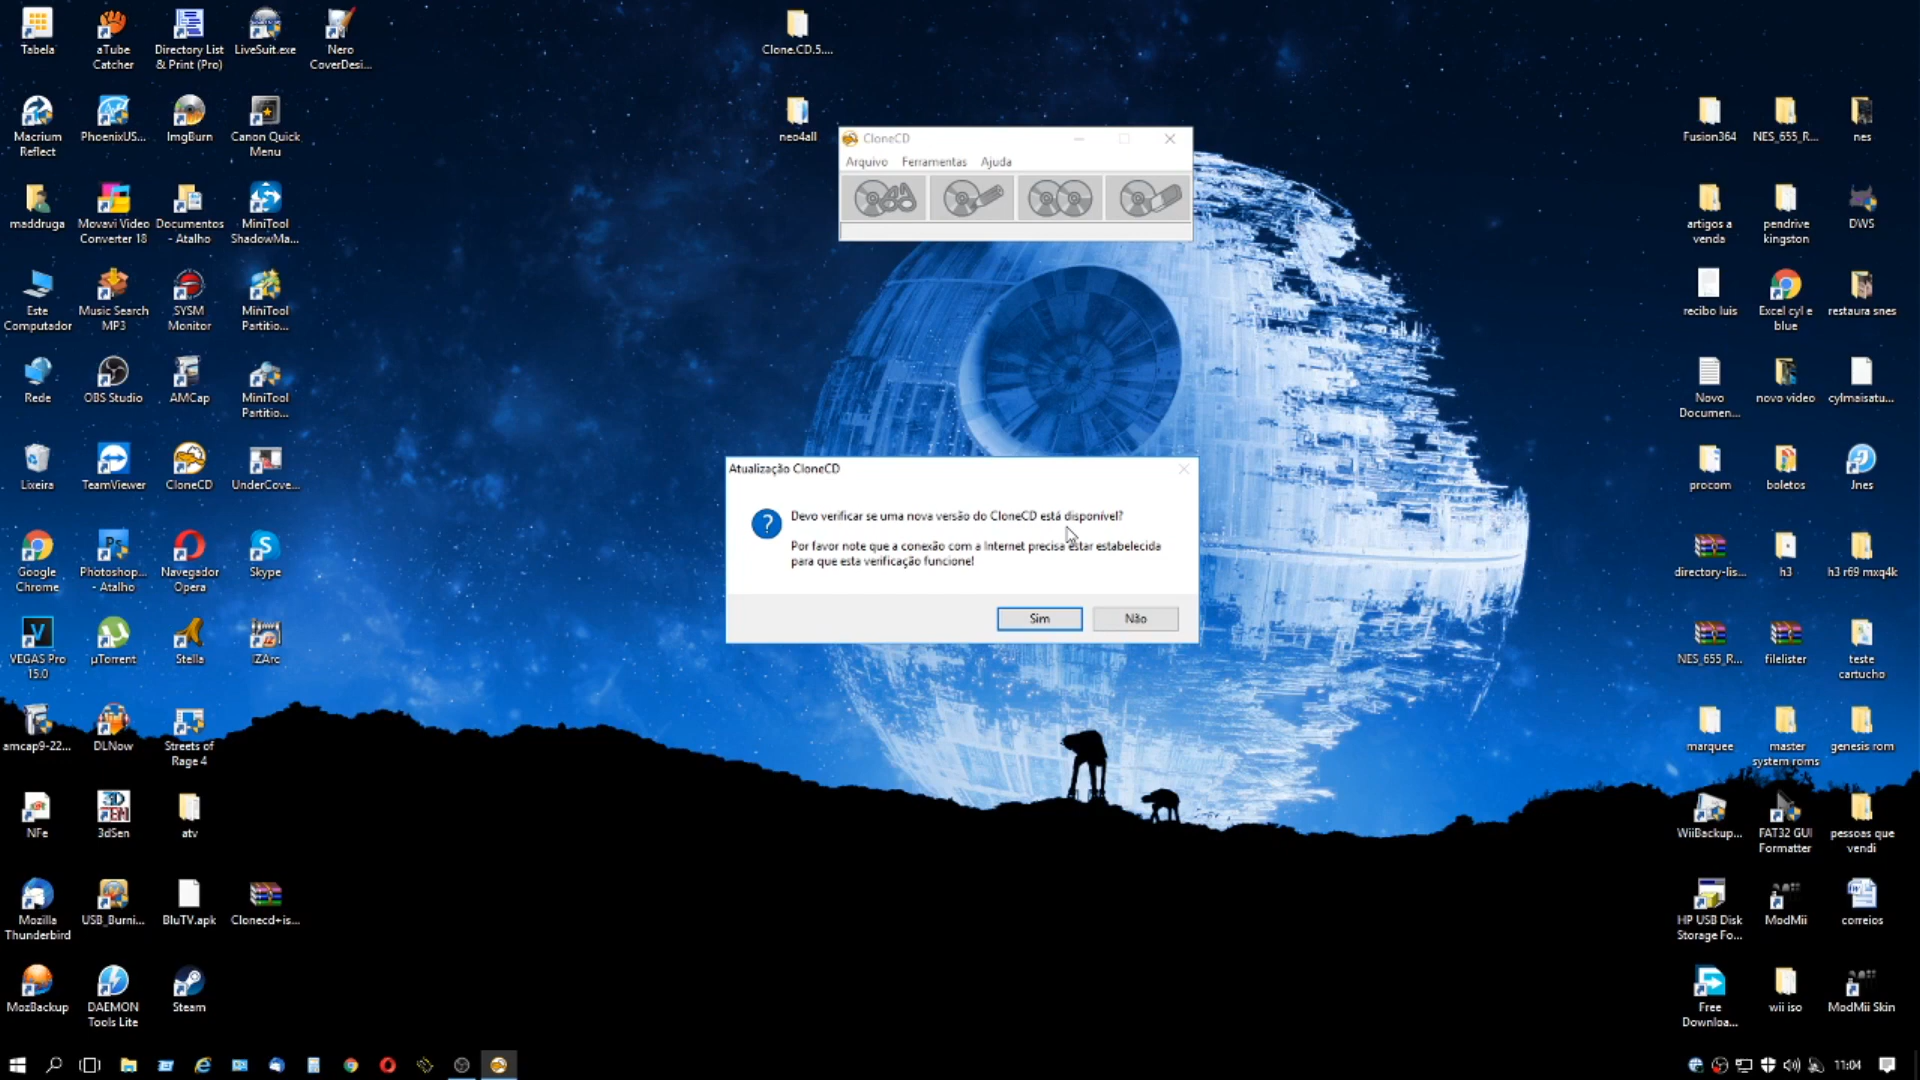 Tabela
aTube
Catcher
Directory List
& Print (Pro)
LiveSuit.exe
Nero
CoverDesi...
Clone.CD.5....
Macrium
Reflect
PhoenixUS...
ImgBurn
Canon Quick
Menu
neo4all
Fusion364
NES_655_R...
nes
CloneCD
Arquivo Ferramentas Ajuda
maddruga
Movavi Video
Converter 18
Documentos
- Atalho
MiniTool
ShadowMa...
artigos a
venda
pendrive
kingston
DWS
Este
Computador
Music Search
MP3
SYSM
Monitor
MiniTool
Partitio...
recibo luis
Excel cyl e
blue
restaura snes
Rede
OBS Studio
AMCap
MiniTool
Partitio...
Novo
Documen...
novo video
cylmaisatu...
Lixeira
TeamViewer
CloneCD
UnderCove...
procom
boletos
Jnes
Atualização CloneCD
Devo verificar se uma nova versão do CloneCD está disponível?
Por favor note que a conexão com a Internet precisa estar estabelecida
para que esta verificação funcione!
Sim
Não
Google
Chrome
Photoshop...
- Atalho
Navegador
Opera
Skype
directory-lis...
h3
h3 r69 mxq4k
VEGAS Pro
15.0
µTorrent
Stella
IZArc
NES_655_R...
filelister
teste
cartucho
amcap9-22...
DLNow
Streets of
Rage 4
marquee
master
system roms
genesis rom
NFe
3dSen
atv
WiiBackup...
FAT32 GUI
Formatter
pessoas que
vendi
Mozilla
Thunderbird
USB_Burni...
BluTV.apk
Clonecd+is...
HP USB Disk
Storage Fo...
ModMii
correios
MozBackup
DAEMON
Tools Lite
Steam
Free
Downloa...
wii iso
ModMii Skin
11:04